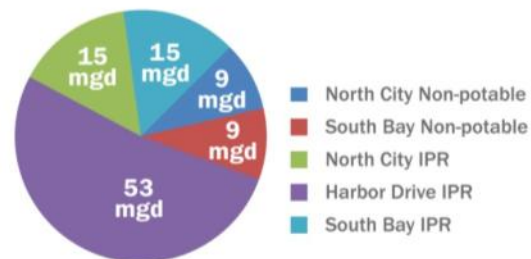 15
mgd
15
mgd
9
mgd
9
mgd
53
mgd
North City Non-potable
South Bay Non-potable
North City IPR
Harbor Drive IPR
South Bay IPR